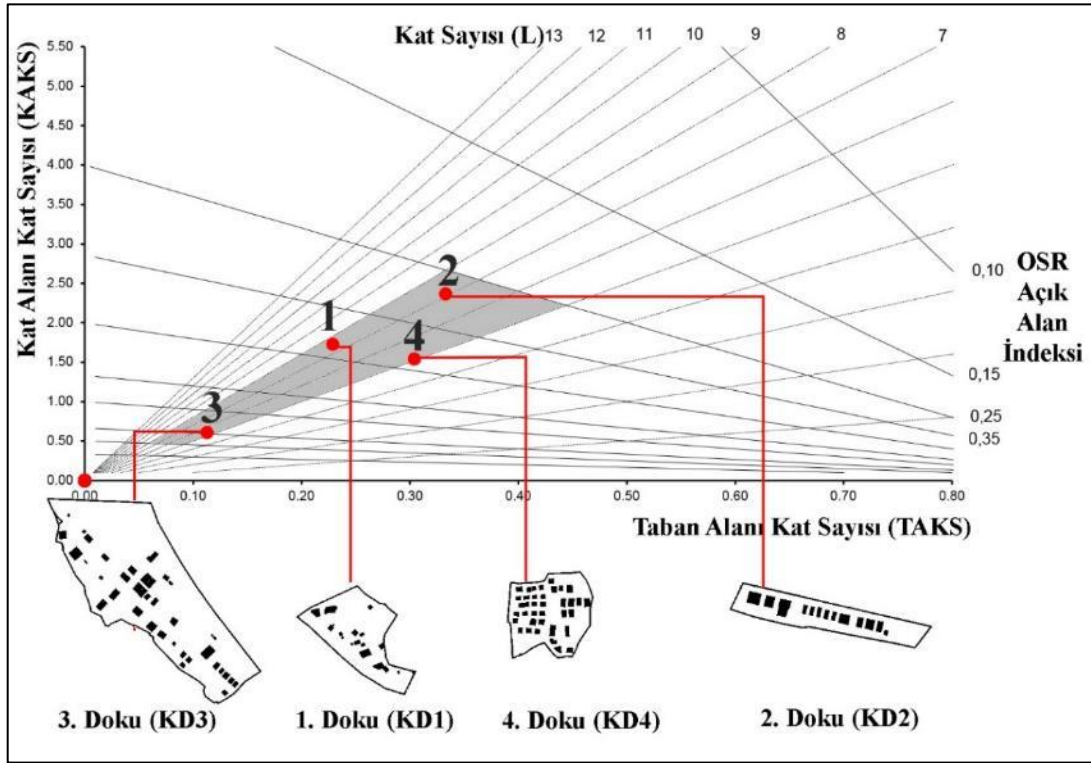 Kat Sayısı (L) 13 12 11 10 9 8 7
Kat Alanı Kat Sayısı (KAKS)
5.50
5.00
4.50
4.00
3.50
3.00
2.50
2.00
1.50
1.00
0.50
0.00
1
2
3
4
0,10
0,15
0,25
0,35
OSR
Açık
Alan
İndeksi
0.00 0.10 0.20 0.30 0.40 0.50 0.60 0.70 0.80
Taban Alanı Kat Sayısı (TAKS)
3. Doku (KD3) 1. Doku (KD1) 4. Doku (KD4) 2. Doku (KD2)